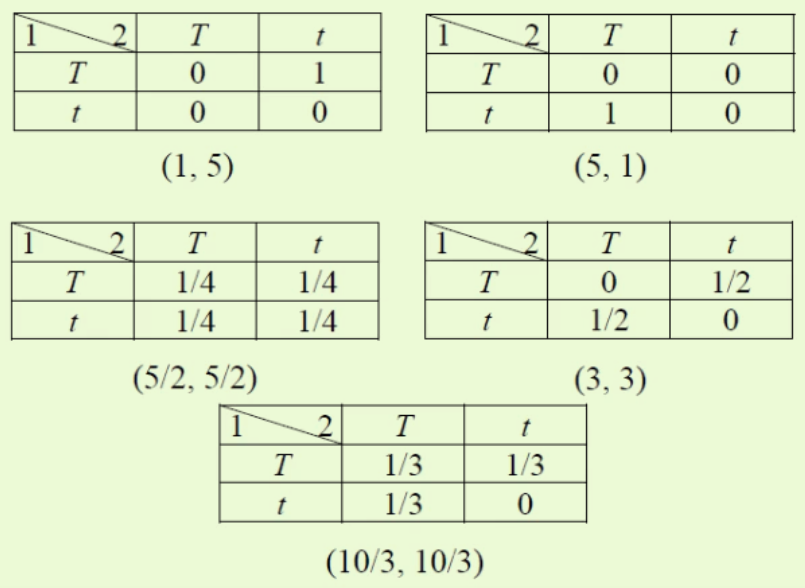 1 2 T t
T 0 1
t 0 0
(1, 5)
1 2 T t
T 0 0
t 1 0
(5, 1)
1 2 T t
T 1/4 1/4
t 1/4 1/4
(5/2, 5/2)
1 2 T t
T 0 1/2
t 1/2 0
(3, 3)
1 2 T t
T 1/3 1/3
t 1/3 0
(10/3, 10/3)